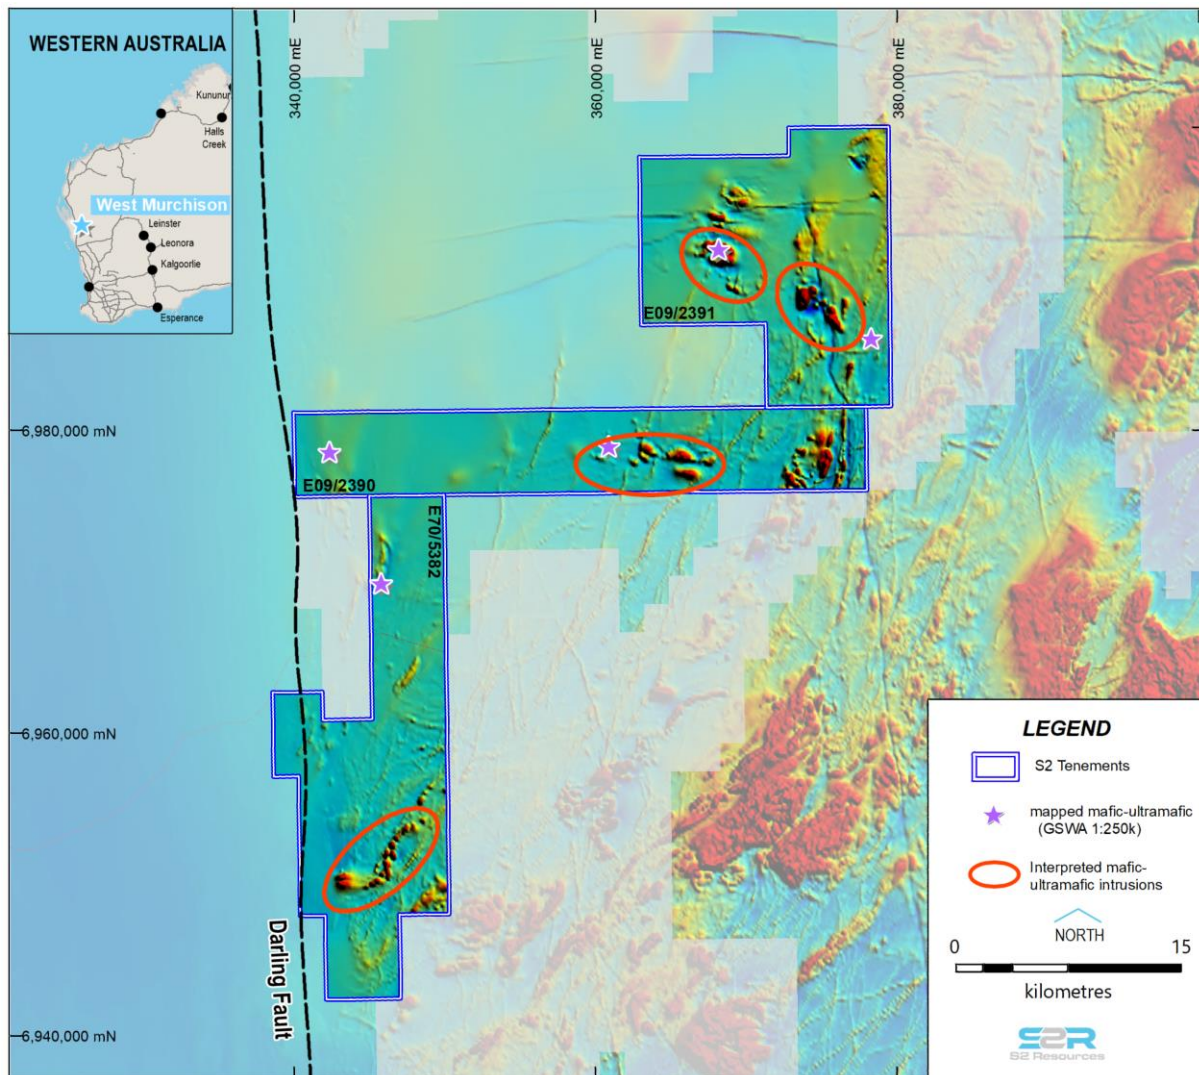 WESTERN AUSTRALIA
Kununur
Halls
Creek
West Murchison
Leinster
Leonora
Kalgoorlie
Esperance
340,000 mE
360,000 mE
380,000 mE
E09/2391
6,980,000 mN
E09/2390
E70/5382
6,960,000 mN
Darling Fault
6,940,000 mN
LEGEND
S2 Tenements
mapped mafic-ultramafic
(GSWA 1:250k)
Interpreted mafic-
ultramafic intrusions
NORTH
0 15
kilometres
S2R
S2 Resources